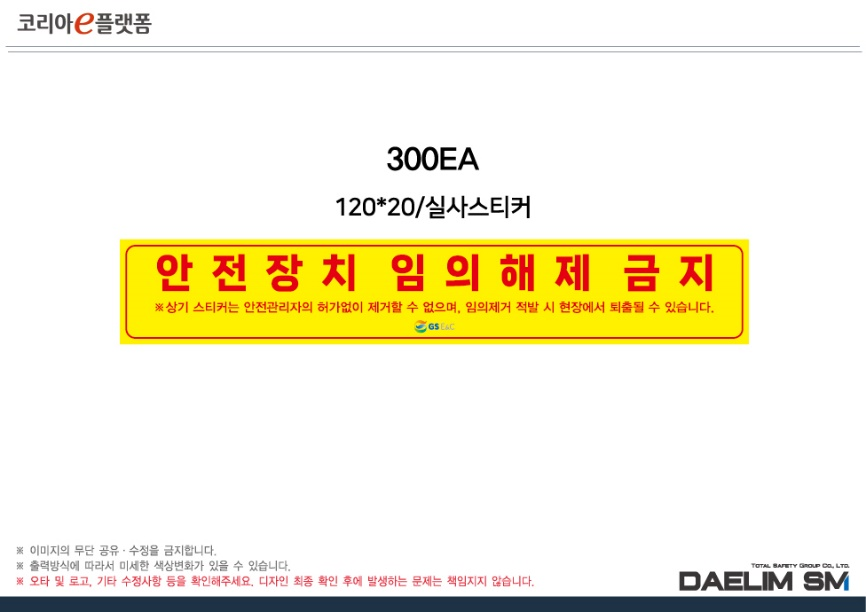 코리아e플랫폼
300EA
120*20/실사스티커
안전장치 임의해제 금지
※상기 스티커는 안전관리자의 허가없이 제거할 수 없으며, 임의제거 적발 시 현장에서 퇴출될 수 있습니다.
GS E&C
※ 이미지의 무단 공유·수정을 금지합니다.
※ 출력방식에 따라서 미세한 색상변화가 있을 수 있습니다.
※ 오타 및 로고, 기타 수정사항 등을 확인해주세요. 디자인 최종 확인 후에 발생하는 문제는 책임지지 않습니다.
TOTAL SAFETY GROUP CO., LTD.
DAELIM SM